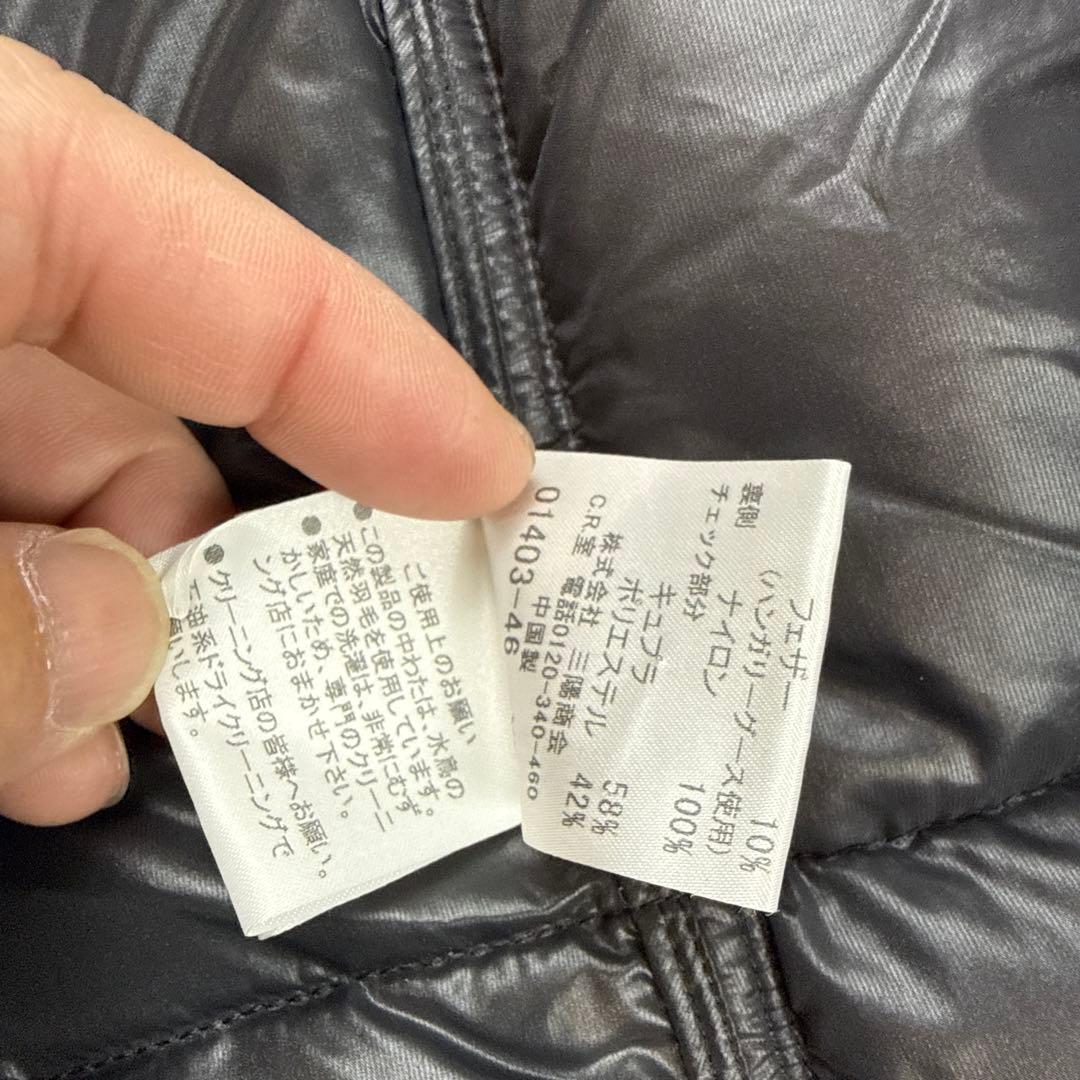 フェザー 10%
(ハンガリーグース使用)
裏側 ナイロン 100%
チェック部分
キュプラ 58%
ポリエステル 42%
株式会社 三陽商会
C.R.室 電話0120-340-460
中国製
01403-46
ご使用上のお願い
●この製品の中わたは、水鳥の
天然羽毛を使用しています。
●家庭での洗濯は、非常にむず
かしいため、専門のクリーニ
ング店におまかせ下さい。
●クリーニング店の皆様へお願い。
油系ドライクリーニングで
願いします。